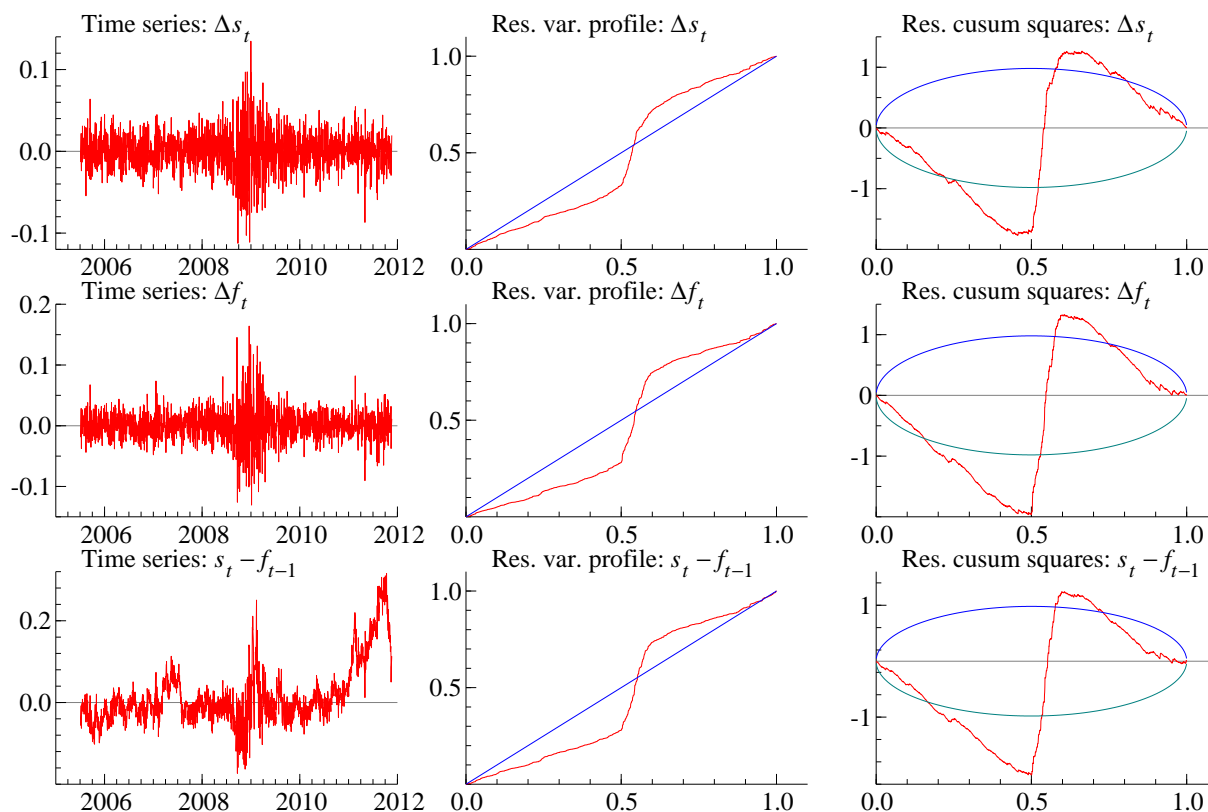 Time series: Δs_t
0.1
0.0
-0.1
2006 2008 2010 2012
Res. var. profile: Δs_t
1.0
0.5
0.0 0.5 1.0
Res. cusum squares: Δs_t
1
0
-1
0.0 0.5 1.0
Time series: Δf_t
0.2
0.1
0.0
-0.1
2006 2008 2010 2012
Res. var. profile: Δf_t
1.0
0.5
0.0 0.5 1.0
Res. cusum squares: Δf_t
1
0
-1
0.0 0.5 1.0
Time series: s_t − f_{t−1}
0.2
0.0
2006 2008 2010 2012
Res. var. profile: s_t − f_{t−1}
1.0
0.5
0.0 0.5 1.0
Res. cusum squares: s_t − f_{t−1}
1
0
-1
0.0 0.5 1.0